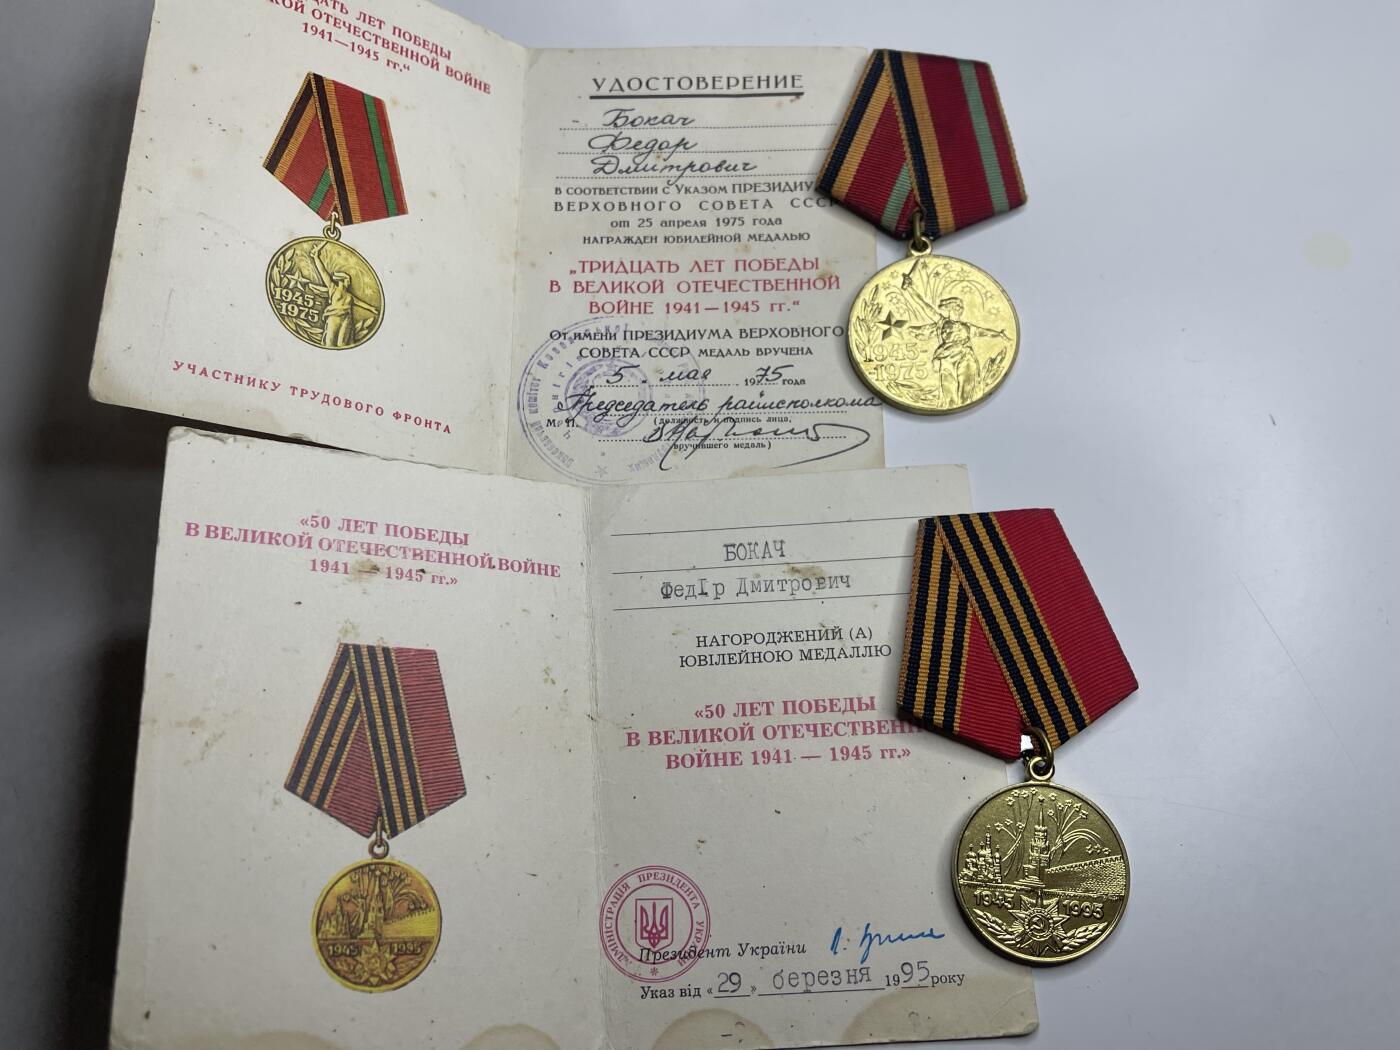 ТРИДЦАТЬ ЛЕТ ПОБЕДЫ
В ВЕЛИКОЙ ОТЕЧЕСТВЕННОЙ ВОЙНЕ
1941—1945 гг."
1945-
1975
УЧАСТНИКУ ТРУДОВОГО ФРОНТА
УДОСТОВЕРЕНИЕ
Бокач
Федор
Дмитрович
В СООТВЕТСТВИИ С УКАЗОМ ПРЕЗИДИУ
ВЕРХОВНОГО СОВЕТА СССР
от 25 апреля 1975 года
НАГРАЖДЕН ЮБИЛЕЙНОЙ МЕДАЛЬЮ
„ТРИДЦАТЬ ЛЕТ ПОБЕДЫ
В ВЕЛИКОЙ ОТЕЧЕСТВЕННОЙ
ВОЙНЕ 1941—1945 гг."
От имени ПРЕЗИДИУМА ВЕРХОВНОГО
СОВЕТА СССР МЕДАЛЬ ВРУЧЕНА
5 . мая 1975 года
Председатель райисполкома
М. П.
(должность и подпись лица,
вручившего медаль)
1945-
1975
«50 ЛЕТ ПОБЕДЫ
В ВЕЛИКОЙ ОТЕЧЕСТВЕННОЙ ВОЙНЕ
1941 — 1945 гг.»
1945 1995
БОКАЧ
ФедІр Дмитрович
НАГОРОДЖЕНИЙ (А)
ЮВІЛЕЙНОЮ МЕДАЛЛЮ
«50 ЛЕТ ПОБЕДЫ
В ВЕЛИКОЙ ОТЕЧЕСТВЕНН
ВОЙНЕ 1941 — 1945 гг.»
АДМІНІСТРАЦІЯ ПРЕЗИДЕНТА УКРАЇНИ
Президент України
Указ від «29» березня 1995 року
1945 1995